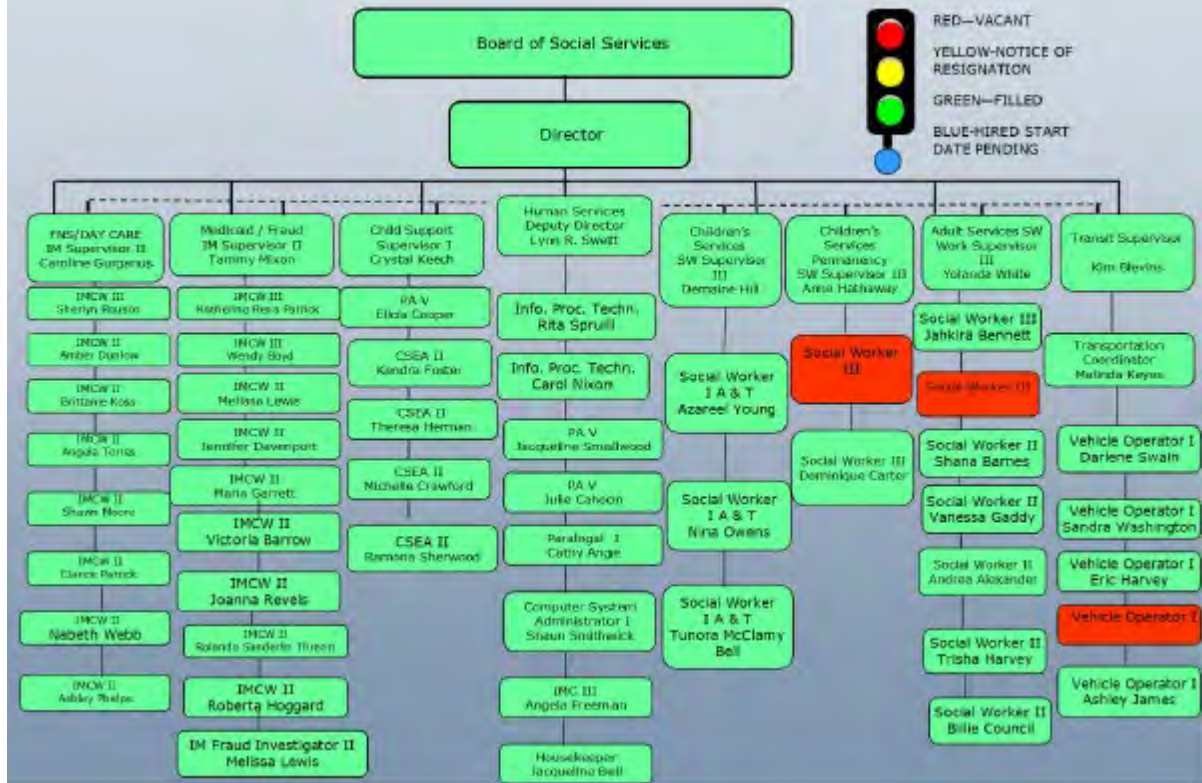 Board of Social Services
Director
RED—VACANT
YELLOW-NOTICE OF
RESIGNATION
GREEN—FILLED
BLUE-HIRED START
DATE PENDING
FNS/DAY CARE
IM Supervisor II
Caroline Gurganus
IMCW III
Sherlyn
IMCW II
Amber Dunlow
IMCW II
Brittanie Koss
IMCW II
Angela Torres
IMCW II
Shawn Moore
IMCW II
Patrick
IMCW II
Nabeth Webb
IMCW II
Ashley Phelps
Medicaid / Fraud
IM Supervisor II
Tammy Mixon
IMCW III
Katherine Patrick
IMCW III
Wendy Boyd
IMCW II
Melissa Lewis
IMCW II
Jennifer Davenport
IMCW II
Maria Garrett
IMCW II
Victoria Barrow
IMCW II
Joanna Revels
IMCW II
Rolanda
IMCW II
Roberta Hoggard
IM Fraud Investigator II
Melissa Lewis
Child Support
Supervisor I
Crystal Keech
PA V
Cooper
CSEA II
Kendra Foster
CSEA II
Theresa Herman
CSEA II
Michelle Crawford
CSEA II
Ramona Sherwood
Human Services
Deputy Director
Lynn R. Swett
Info. Proc. Techn.
Rita Spruill
Info. Proc. Techn.
Carol Nixon
PA V
Jacqueline Smallwood
PA V
Julie Cahoon
Paralegal I
Cathy Ange
Computer System
Administrator I
Shaun Smithwick
IMC III
Angela Freeman
Housekeeper
Jacqueline Bell
Children's
Services
SW Supervisor
III
Demaine Hill
Social Worker
I A & T
Azareel Young
Social Worker
I A & T
Nina Owens
Social Worker
I A & T
Tunora McClamy
Bell
Children's
Services
Permanency
SW Supervisor III
Anne Hathaway
Social Worker
III
Social Worker III
Dominique Carter
Adult Services SW
Work Supervisor
III
Yolanda White
Social Worker III
Jahkira Bennett
Social Worker III
Social Worker II
Shana Barnes
Social Worker II
Vanessa Gaddy
Social Worker II
Andrea Alexander
Social Worker II
Trisha Harvey
Social Worker II
Billie Council
Transit Supervisor
Kim Blevins
Transportation
Coordinator
Melinda Keyes
Vehicle Operator I
Darlene Swain
Vehicle Operator I
Sandra Washington
Vehicle Operator I
Eric Harvey
Vehicle Operator I
Vehicle Operator I
Ashley James